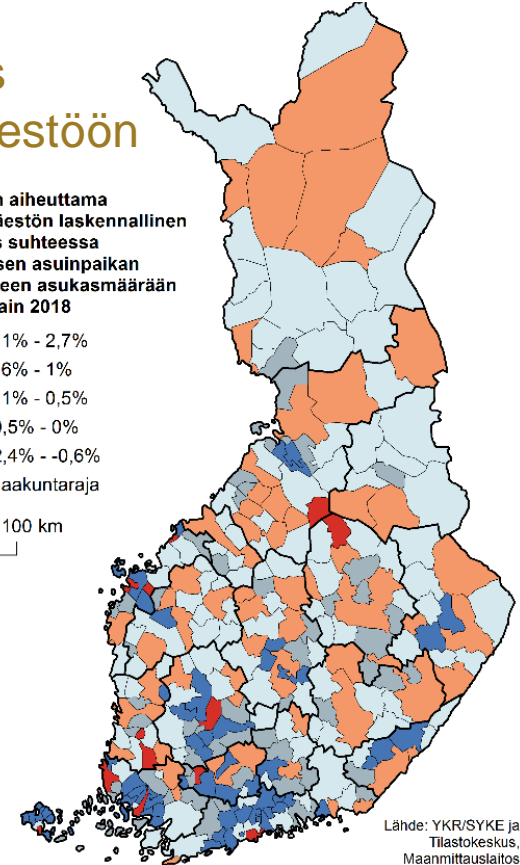 s
estöön
n aiheuttama
äestön laskennallinen
s suhteessa
sen asuinpaikan
een asukasmäärään
ain 2018
1% - 2,7%
6% - 1%
1% - 0,5%
0,5% - 0%
2,4% - -0,6%
aakuntaraja
100 km
Lähde: YKR/SYKE ja
Tilastokeskus,
Maanmittauslaitos